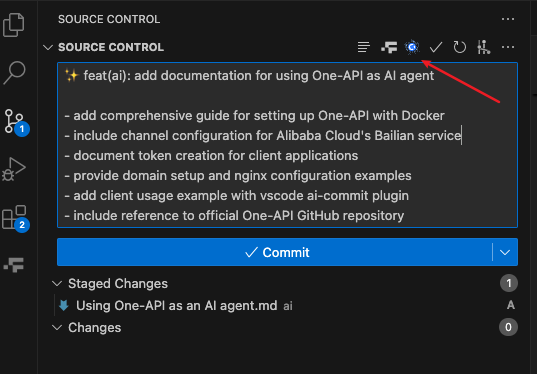 SOURCE CONTROL
SOURCE CONTROL
✨ feat(ai): add documentation for using One-API as AI agent
- add comprehensive guide for setting up One-API with Docker
- include channel configuration for Alibaba Cloud's Bailian service
- document token creation for client applications
- provide domain setup and nginx configuration examples
- add client usage example with vscode ai-commit plugin
- include reference to official One-API GitHub repository
1
Commit
2
Staged Changes 1
Using One-API as an AI agent.md ai A
Changes 0